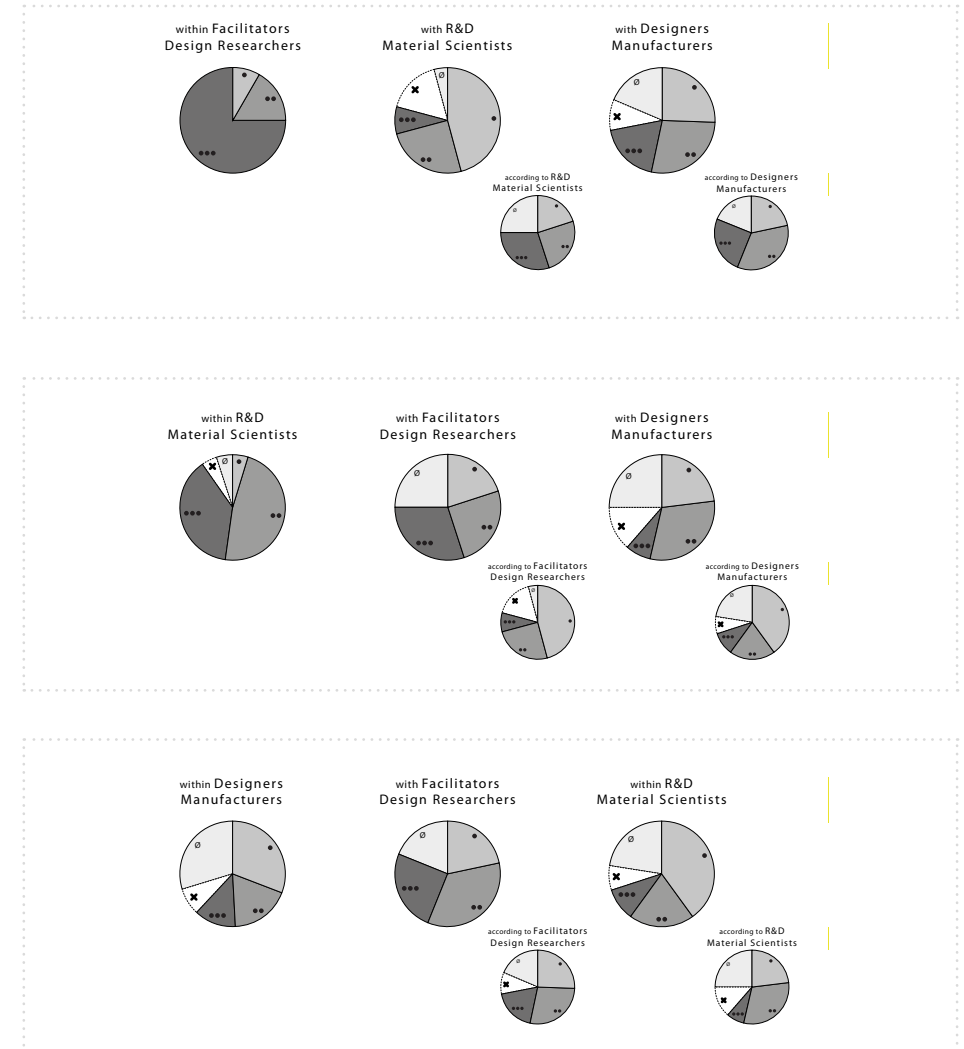 within Facilitators
Design Researchers
with R&D
Material Scientists
with Designers
Manufacturers
●
●●
●●●
Ø
✖
●●●
●●
●
Ø
✖
●●●
●●
●
according to R&D
Material Scientists
Ø
●
●●
●●●
according to Designers
Manufacturers
Ø
●
●●●
●●
within R&D
Material Scientists
with Facilitators
Design Researchers
with Designers
Manufacturers
✖
Ø
●
●●●
●●
Ø
●
●●
●●●
Ø
●
✖
●●●
●●
according to Facilitators
Design Researchers
✖
Ø
●●●
●
●●
according to Designers
Manufacturers
Ø
●
✖
●●●
●●
within Designers
Manufacturers
with Facilitators
Design Researchers
within R&D
Material Scientists
Ø
●
✖
●●●
●●
Ø
●
●●●
●●
Ø
●
✖
●●●
●●
according to Facilitators
Design Researchers
Ø
●
✖
●●●
●●
according to R&D
Material Scientists
Ø
●
✖
●●●
●●